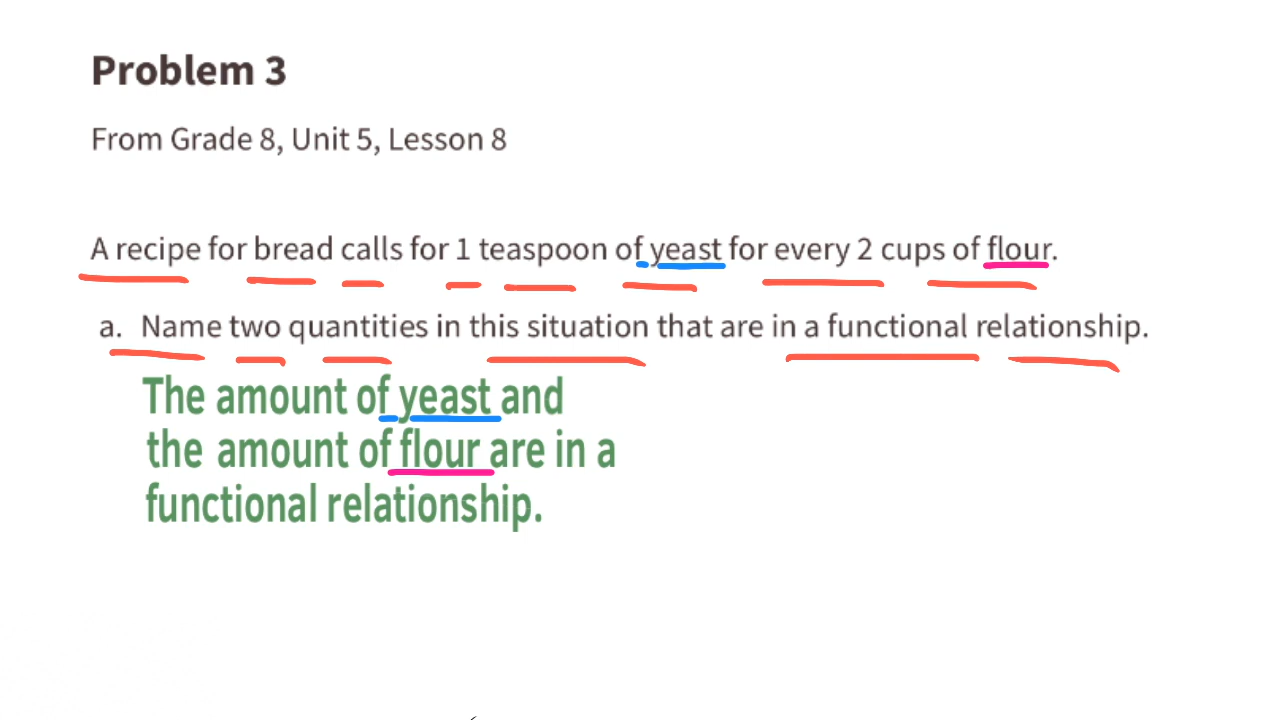 Problem 3
From Grade 8, Unit 5, Lesson 8
A recipe for bread calls for 1 teaspoon of yeast for every 2 cups of flour.
a. Name two quantities in this situation that are in a functional relationship.
The amount of yeast and
the amount of flour are in a
functional relationship.